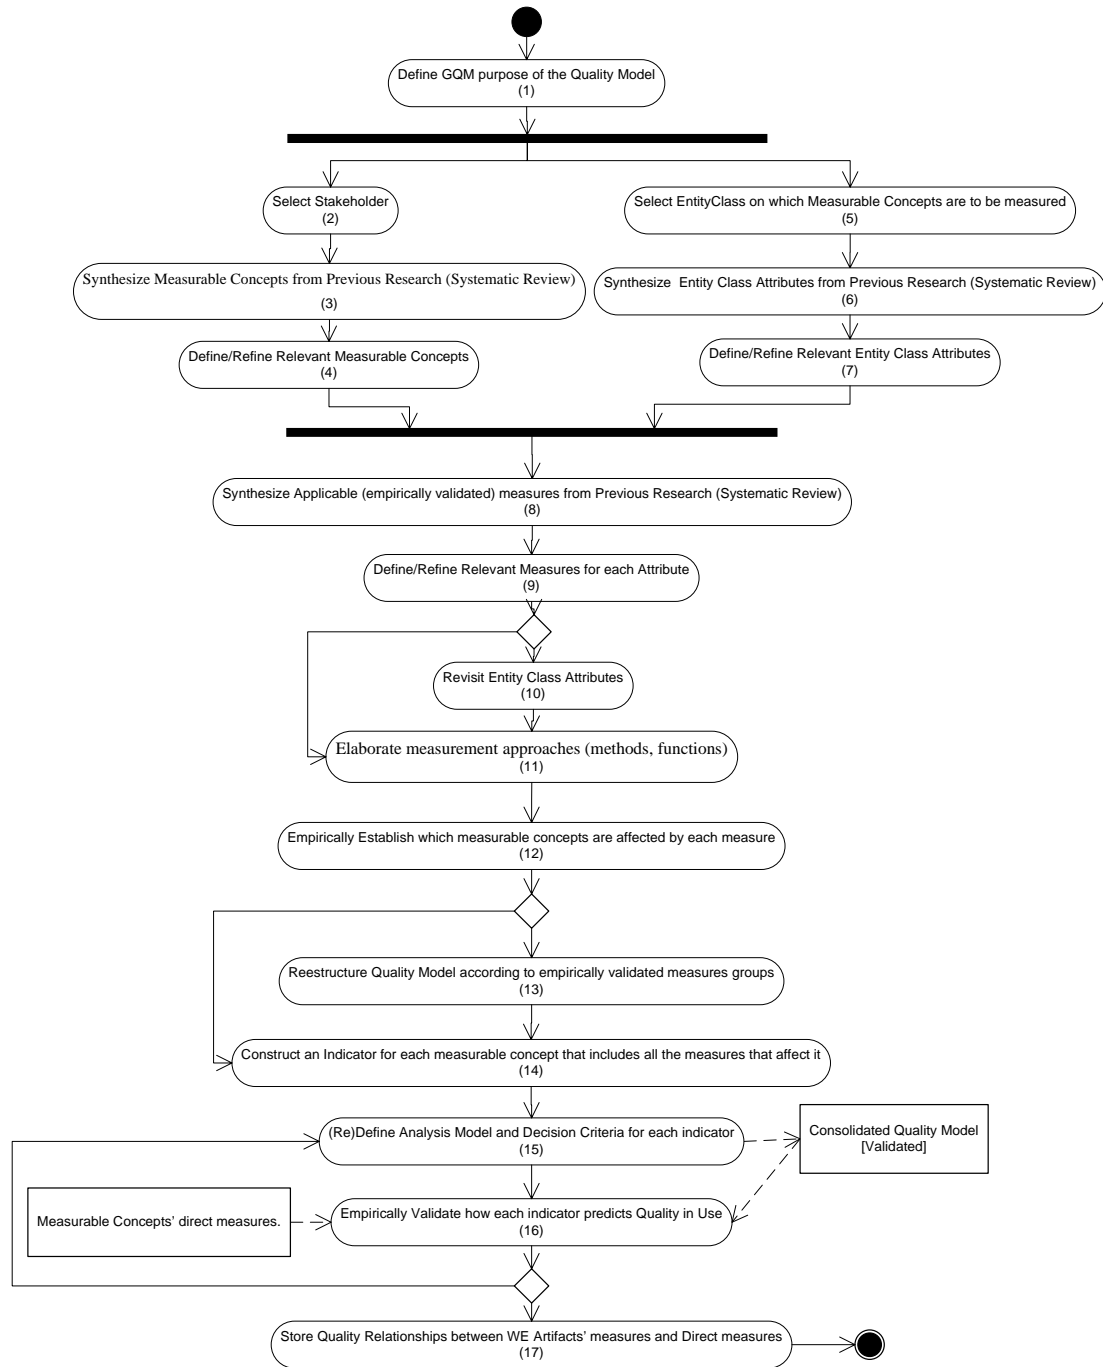 Define GQM purpose of the Quality Model
(1)
Select Stakeholder
(2)
Select EntityClass on which Measurable Concepts are to be measured
(5)
Synthesize Measurable Concepts from Previous Research (Systematic Review)
(3)
Synthesize Entity Class Attributes from Previous Research (Systematic Review)
(6)
Define/Refine Relevant Measurable Concepts
(4)
Define/Refine Relevant Entity Class Attributes
(7)
Synthesize Applicable (empirically validated) measures from Previous Research (Systematic Review)
(8)
Define/Refine Relevant Measures for each Attribute
(9)
Revisit Entity Class Attributes
(10)
Elaborate measurement approaches (methods, functions)
(11)
Empirically Establish which measurable concepts are affected by each measure
(12)
Reestructure Quality Model according to empirically validated measures groups
(13)
Construct an Indicator for each measurable concept that includes all the measures that affect it
(14)
(Re)Define Analysis Model and Decision Criteria for each indicator
(15)
Consolidated Quality Model
[Validated]
Measurable Concepts' direct measures.
Empirically Validate how each indicator predicts Quality in Use
(16)
Store Quality Relationships between WE Artifacts' measures and Direct measures
(17)